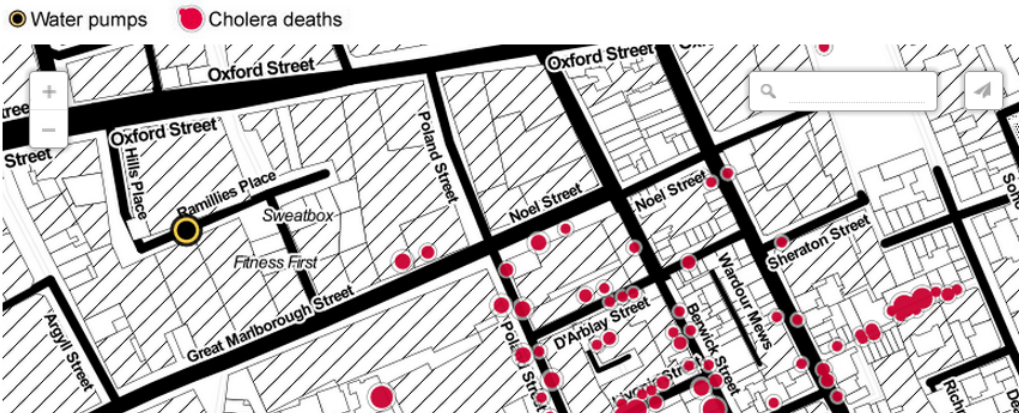 Water pumps
Cholera deaths
Oxford Street
Oxford Street
Oxford Street
Street
Hills Place
Ramillies Place
Sweatbox
Fitness First
Poland Street
Noel Street
Noel Street
Great Marlborough Street
Argyll Street
D'Arblay Street
Berwick Street
Wardour Mews
Sheraton Street